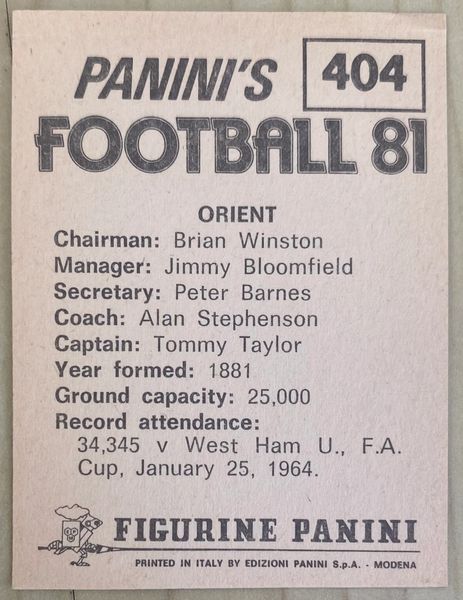 PANINI'S 404
FOOTBALL 81
ORIENT
Chairman: Brian Winston
Manager: Jimmy Bloomfield
Secretary: Peter Barnes
Coach: Alan Stephenson
Captain: Tommy Taylor
Year formed: 1881
Ground capacity: 25,000
Record attendance:
34,345 v West Ham U., F.A.
Cup, January 25, 1964.
FIGURINE PANINI
PRINTED IN ITALY BY EDIZIONI PANINI S.p.A. - MODENA